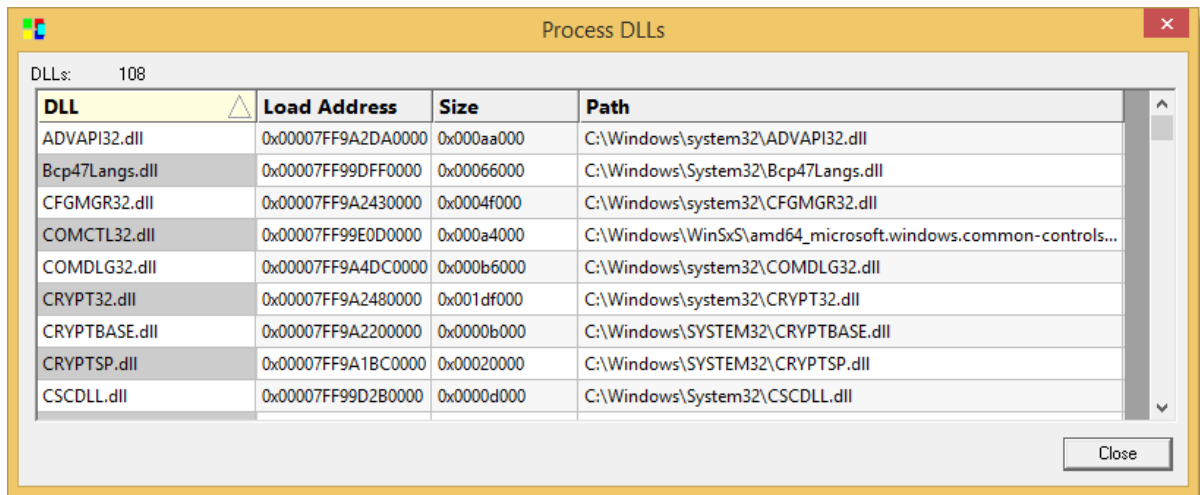 Process DLLs
DLLs: 108
DLL Load Address Size Path
ADVAPI32.dll 0x00007FF9A2DA0000 0x000aa000 C:\Windows\system32\ADVAPI32.dll
Bcp47Langs.dll 0x00007FF99DFF0000 0x00066000 C:\Windows\System32\Bcp47Langs.dll
CFGMGR32.dll 0x00007FF9A2430000 0x0004f000 C:\Windows\system32\CFGMGR32.dll
COMCTL32.dll 0x00007FF99E0D0000 0x000a4000 C:\Windows\WinSxS\amd64_microsoft.windows.common-controls...
COMDLG32.dll 0x00007FF9A4DC0000 0x000b6000 C:\Windows\system32\COMDLG32.dll
CRYPT32.dll 0x00007FF9A2480000 0x001df000 C:\Windows\system32\CRYPT32.dll
CRYPTBASE.dll 0x00007FF9A2200000 0x0000b000 C:\Windows\SYSTEM32\CRYPTBASE.dll
CRYPTSP.dll 0x00007FF9A1BC0000 0x00020000 C:\Windows\SYSTEM32\CRYPTSP.dll
CSCDLL.dll 0x00007FF99D2B0000 0x0000d000 C:\Windows\System32\CSCDLL.dll
Close